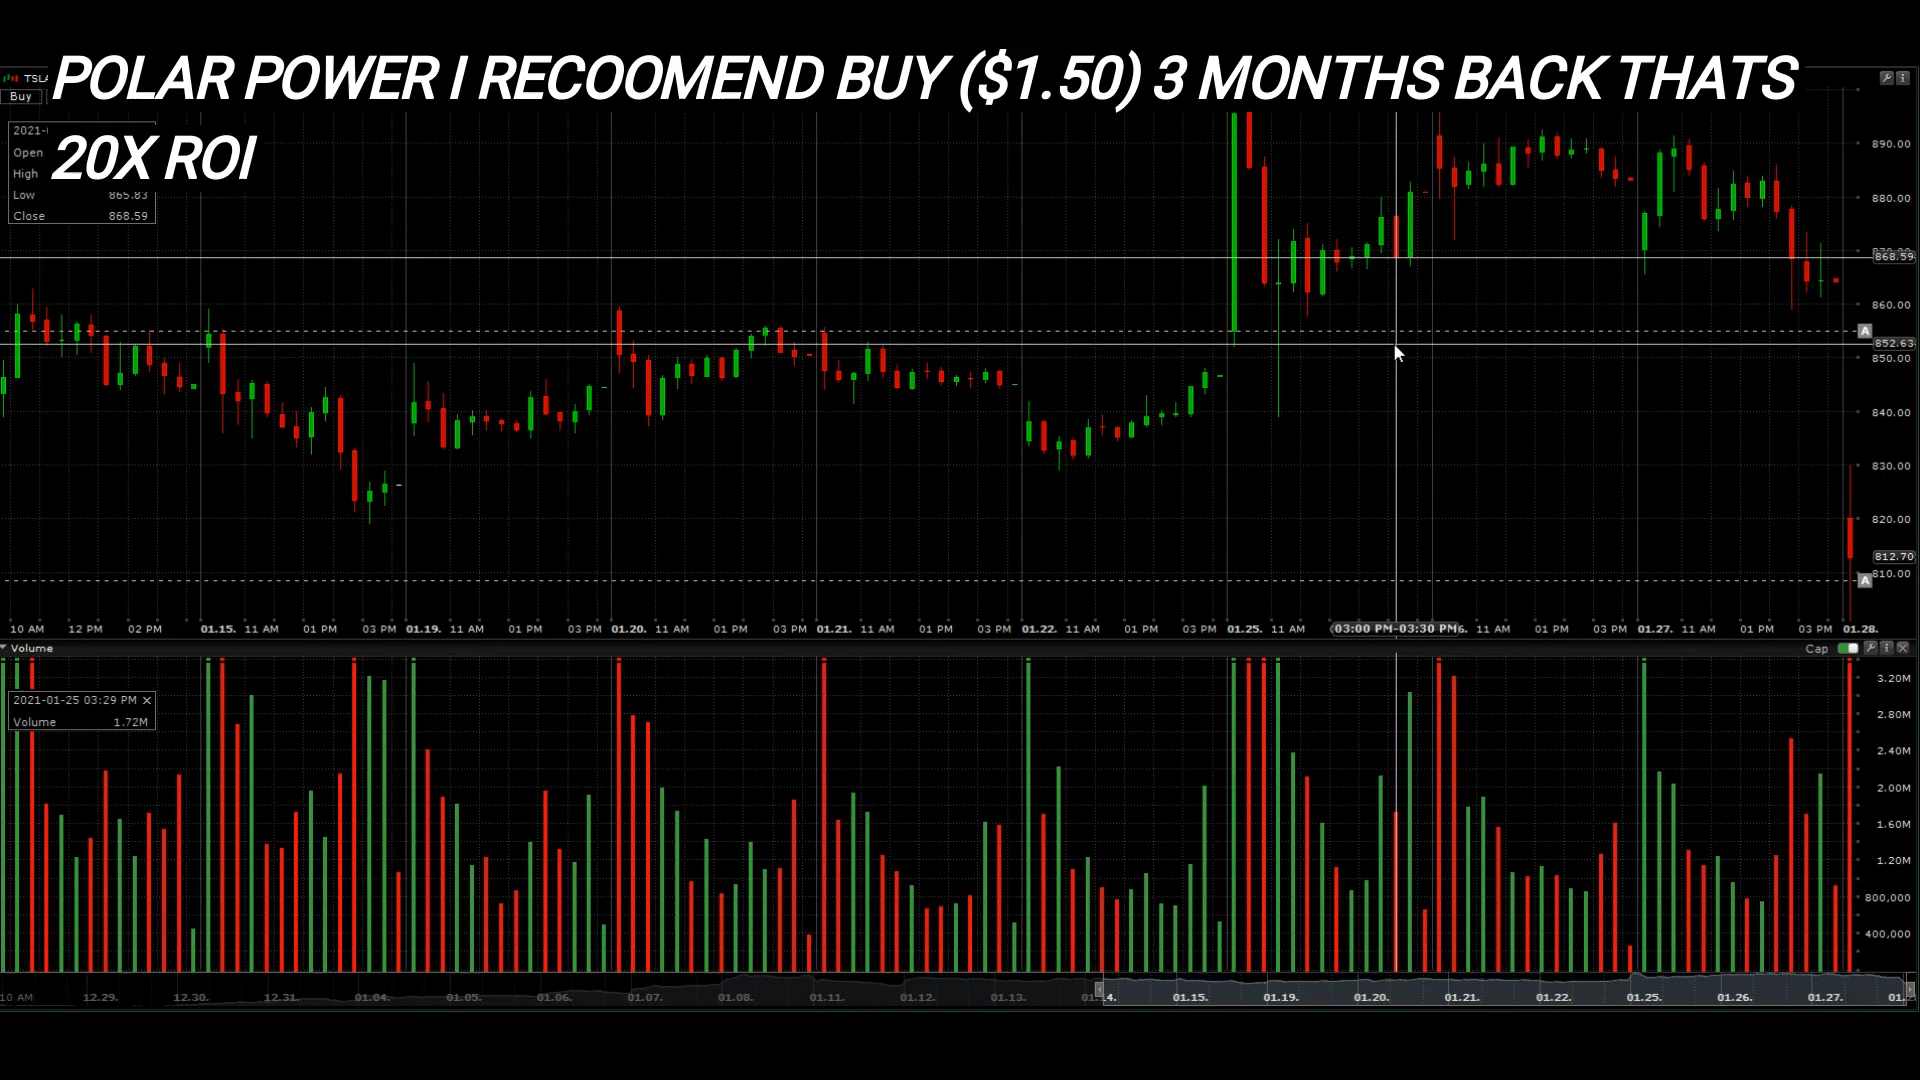 POLAR POWER I RECOOMEND BUY ($1.50) 3 MONTHS BACK THATS
20X ROI
TSLA
Buy
2021-
Open
High
Low 865.83
Close 868.59
890.00
880.00
870.00
868.59
860.00
A
852.63
850.00
840.00
830.00
820.00
812.70
A 810.00
10 AM 12 PM 02 PM 01.15. 11 AM 01 PM 03 PM 01.19. 11 AM 01 PM 03 PM 01.20. 11 AM 01 PM 03 PM 01.21. 11 AM 01 PM 03 PM 01.22. 11 AM 01 PM 03 PM 01.25. 11 AM 03:00 PM-03:30 PM 6. 11 AM 01 PM 03 PM 01.27. 11 AM 01 PM 03 PM 01.28.
Volume Cap
3.20M
2021-01-25 03:29 PM
Volume 1.72M
2.80M
2.40M
2.00M
1.60M
1.20M
800,000
400,000
10 AM 12.29. 12.30. 12.31. 01.04. 01.05. 01.06. 01.07. 01.08. 01.11. 01.12. 01.13. 01. 4. 01.15. 01.19. 01.20. 01.21. 01.22. 01.25. 01.26. 01.27. 01.